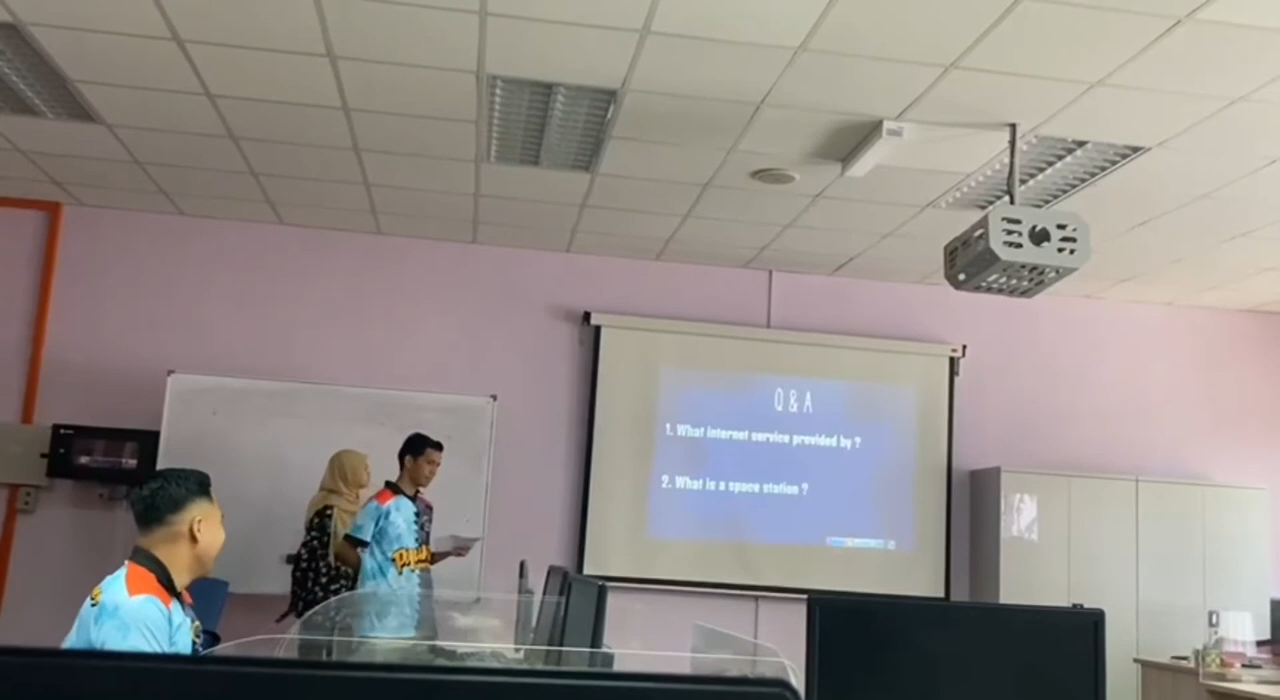 Q & A
1. What internet service provided by ?
2. What is a space station ?